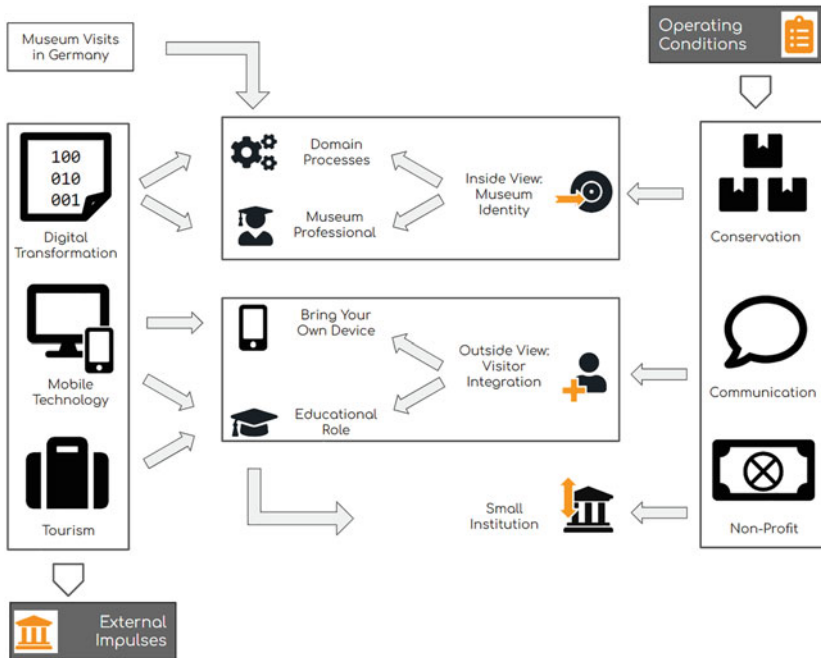 Museum Visits
in Germany
Operating
Conditions
100
010
001
Digital
Transformation
Mobile
Technology
Tourism
External
Impulses
Domain
Processes
Museum
Professional
Inside View:
Museum
Identity
Bring Your
Own Device
Educational
Role
Outside View:
Visitor
Integration
Small
Institution
Conservation
Communication
Non-Profit